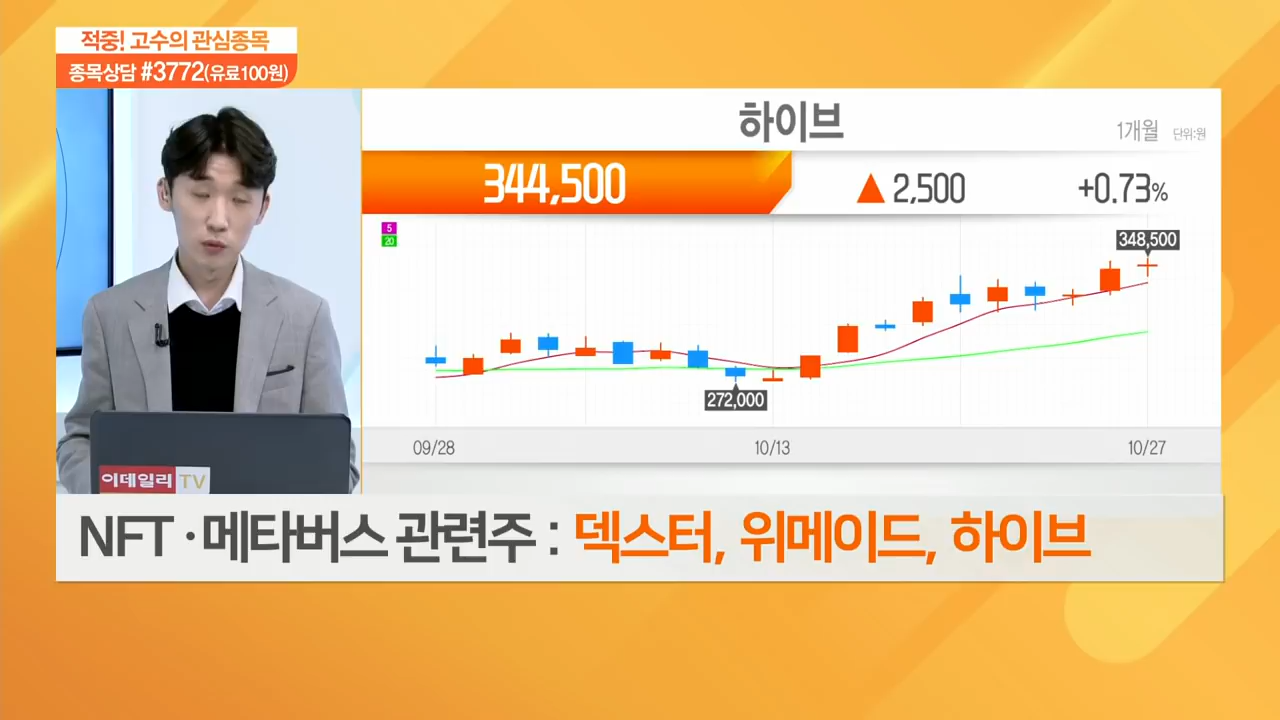 적중! 고수의 관심종목
종목상담 #3772(유료100원)
하이브
1개월 단위:원
344,500 ▲ 2,500 +0.73%
5
20
348,500
272,000
09/28 10/13 10/27
이데일리 TV
NFT·메타버스 관련주 : 덱스터, 위메이드, 하이브